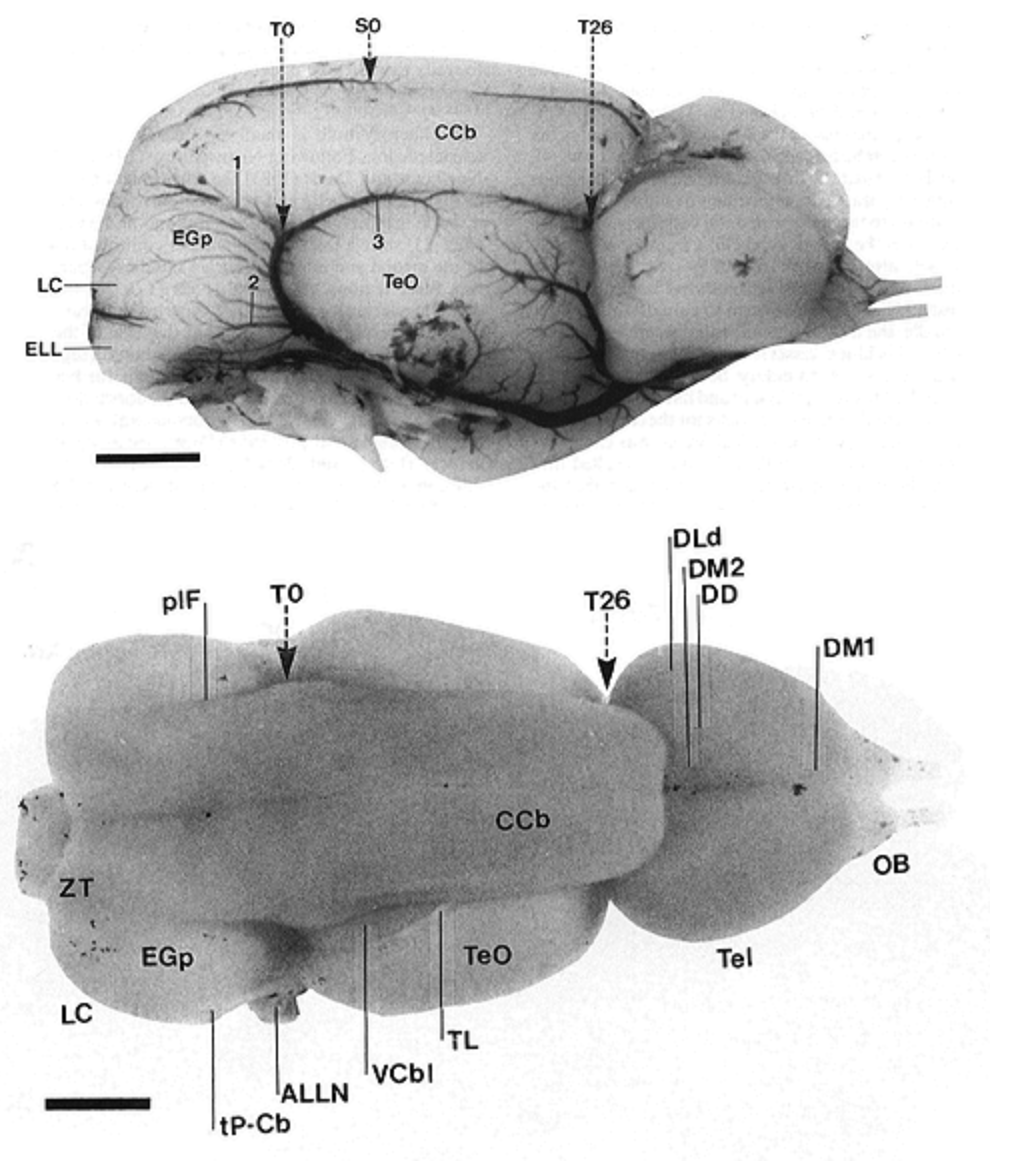 T0 S0 T26
CCb
1
EGp
3
2
TeO
LC
ELL
DLd
DM2
plF T0 T26 DD
DM1
CCb
OB
ZT
EGp TeO Tel
LC
TL
VCbl
ALLN
tP-Cb